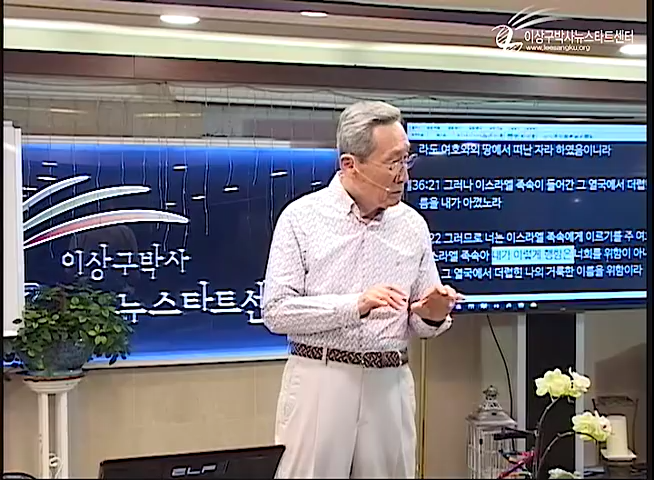 이상구박사뉴스타트센터
www.leesangku.org
라도 여호와의 땅에서 떠난 자라 하였음이니라
36:21 그러나 이스라엘 족속이 들어간 그 열국에서 더럽
름을 내가 아꼈노라
22 그러므로 너는 이스라엘 족속에게 이르기를 주 여
스라엘 족속아 내가 이렇게 행함은 너희를 위함이 아
그 열국에서 더럽힌 나의 거룩한 이름을 위함이라
이상구박사
뉴스타트센